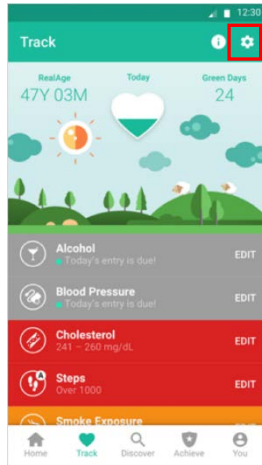 12:30
Track
RealAge
Today
Green Days
47Y 03M
24
Alcohol
Today's entry is due!
EDIT
Blood Pressure
Today's entry is due!
EDIT
Cholesterol
241 – 260 mg/dL
EDIT
A
Steps
Over 1000
EDIT
Smoke Exposure
Home
Track
Discover
Achieve
You